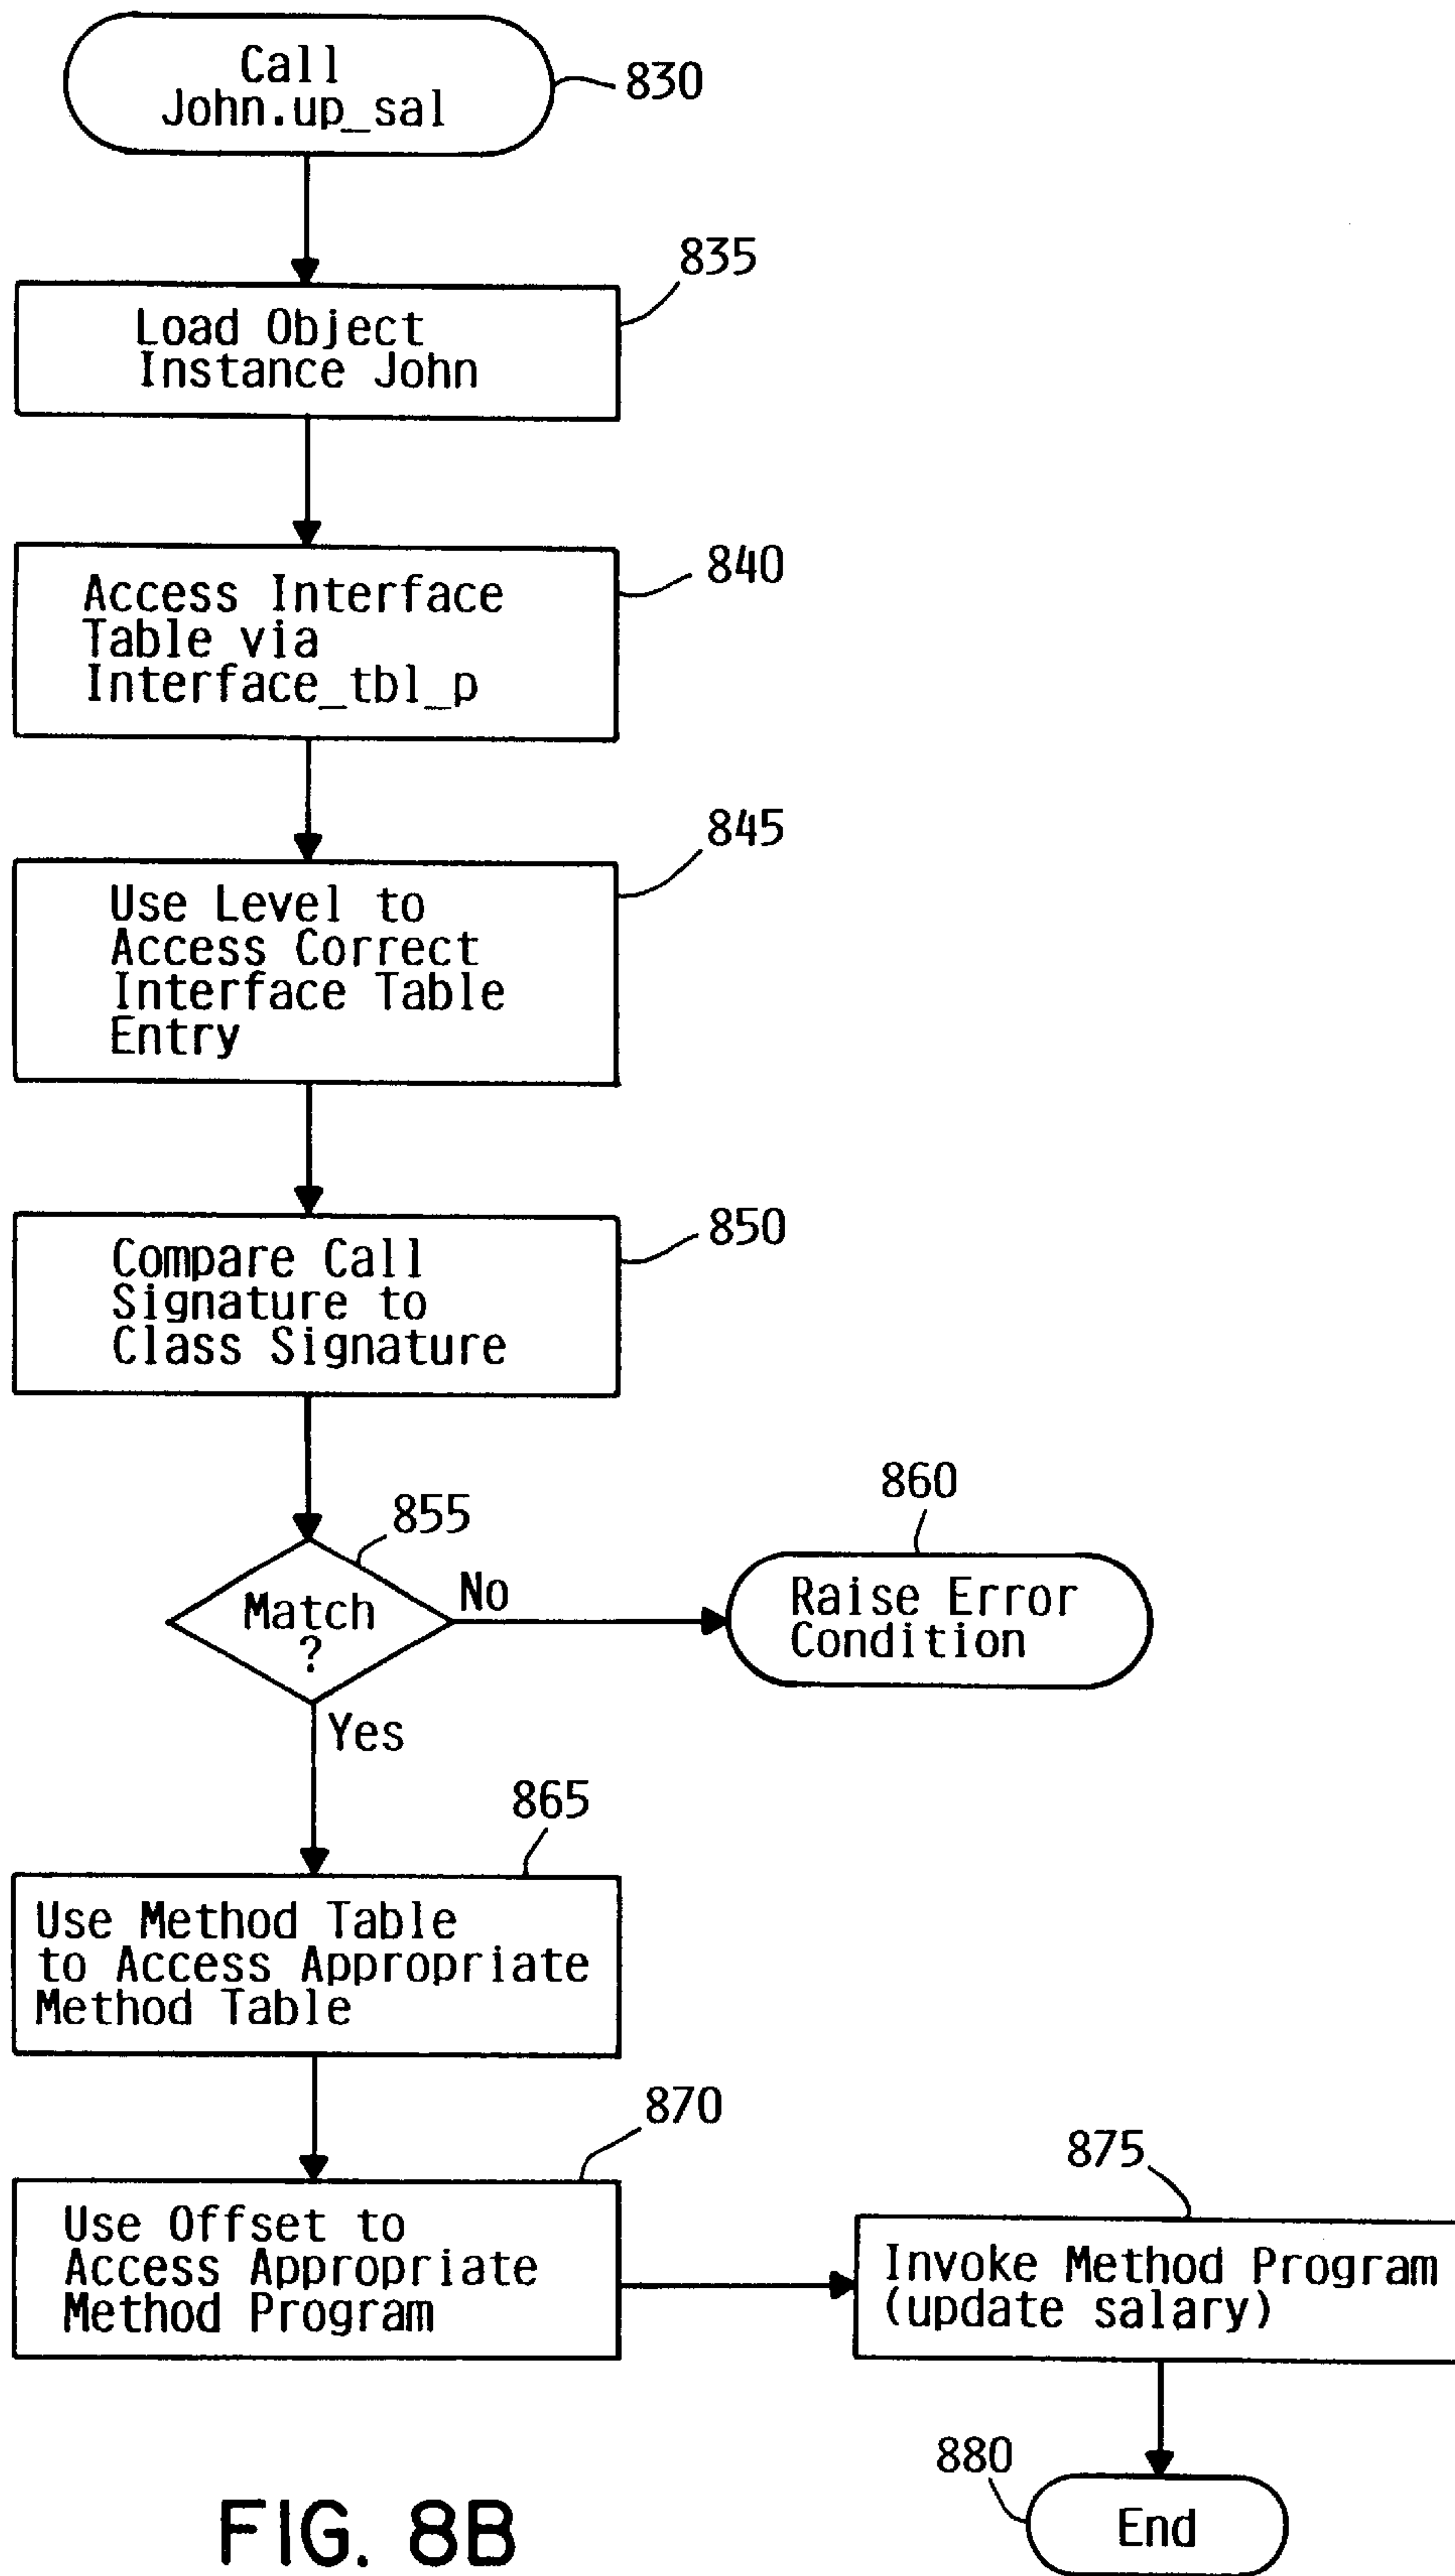 Call
John.up_sal
830
835
Load Object
Instance John
840
Access Interface
Table via
Interface_tbl_p
845
Use Level to
Access Correct
Interface Table
Entry
850
Compare Call
Signature to
Class Signature
855
Match
?
No
860
Raise Error
Condition
Yes
865
Use Method Table
to Access Appropriate
Method Table
870
Use Offset to
Access Appropriate
Method Program
875
Invoke Method Program
(update salary)
880
End
FIG. 8B